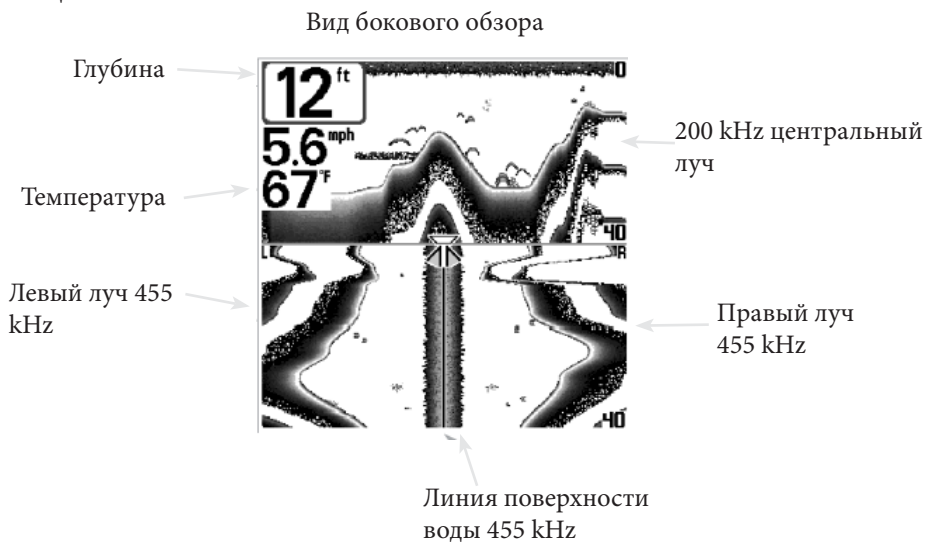 Вид бокового обзора
Глубина
12 ft
0
5.6 mph
200 kHz центральный
луч
67 °F
Температура
40
L
R
Левый луч 455
kHz
Правый луч
455 kHz
40
Линия поверхности
воды 455 kHz